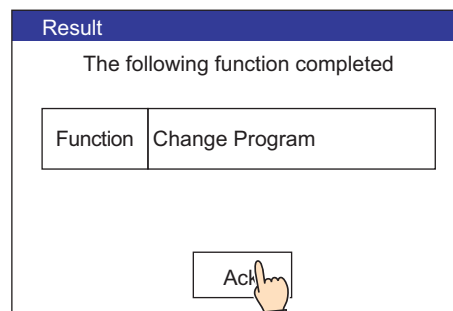 Result
The following function completed
Function Change Program
Ack